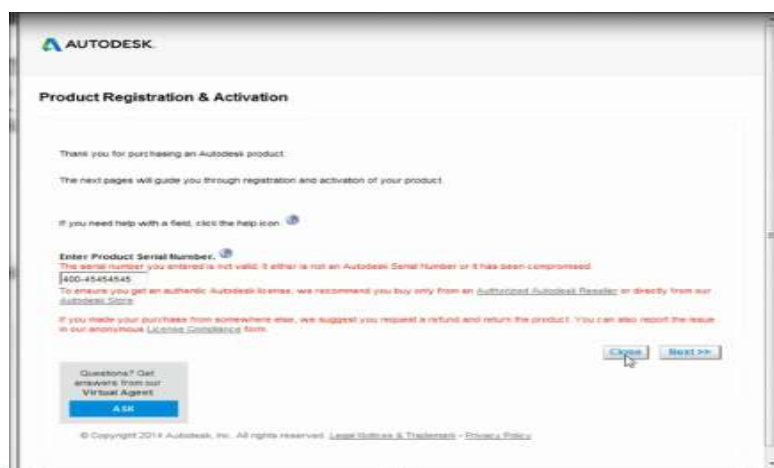 AUTODESK.
Product Registration & Activation
Thank you for purchasing an Autodesk product.
The next pages will guide you through registration and activation of your product.
If you need help with a field, click the help icon.
Enter Product Serial Number.
The serial number you entered is not valid. It either is not an Autodesk Serial Number or it has been compromised.
400-45454545
To ensure you get an authentic Autodesk license, we recommend you buy only from an Authorized Autodesk Reseller or directly from our
Autodesk Store.
If you made your purchase from somewhere else, we suggest you request a refund and return the product. You can also report the issue
in our anonymous License Compliance form.
Close Next >>
Questions? Get
answers from our
Virtual Agent
ASK
© Copyright 2014 Autodesk, Inc. All rights reserved. Legal Notices & Trademark - Privacy Policy